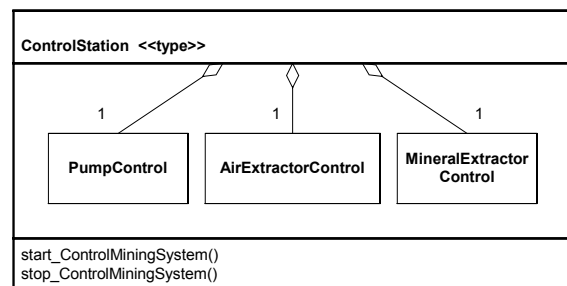 ControlStation <<type>>
1
1
1
PumpControl
AirExtractorControl
MineralExtractor
Control
start_ControlMiningSystem()
stop_ControlMiningSystem()